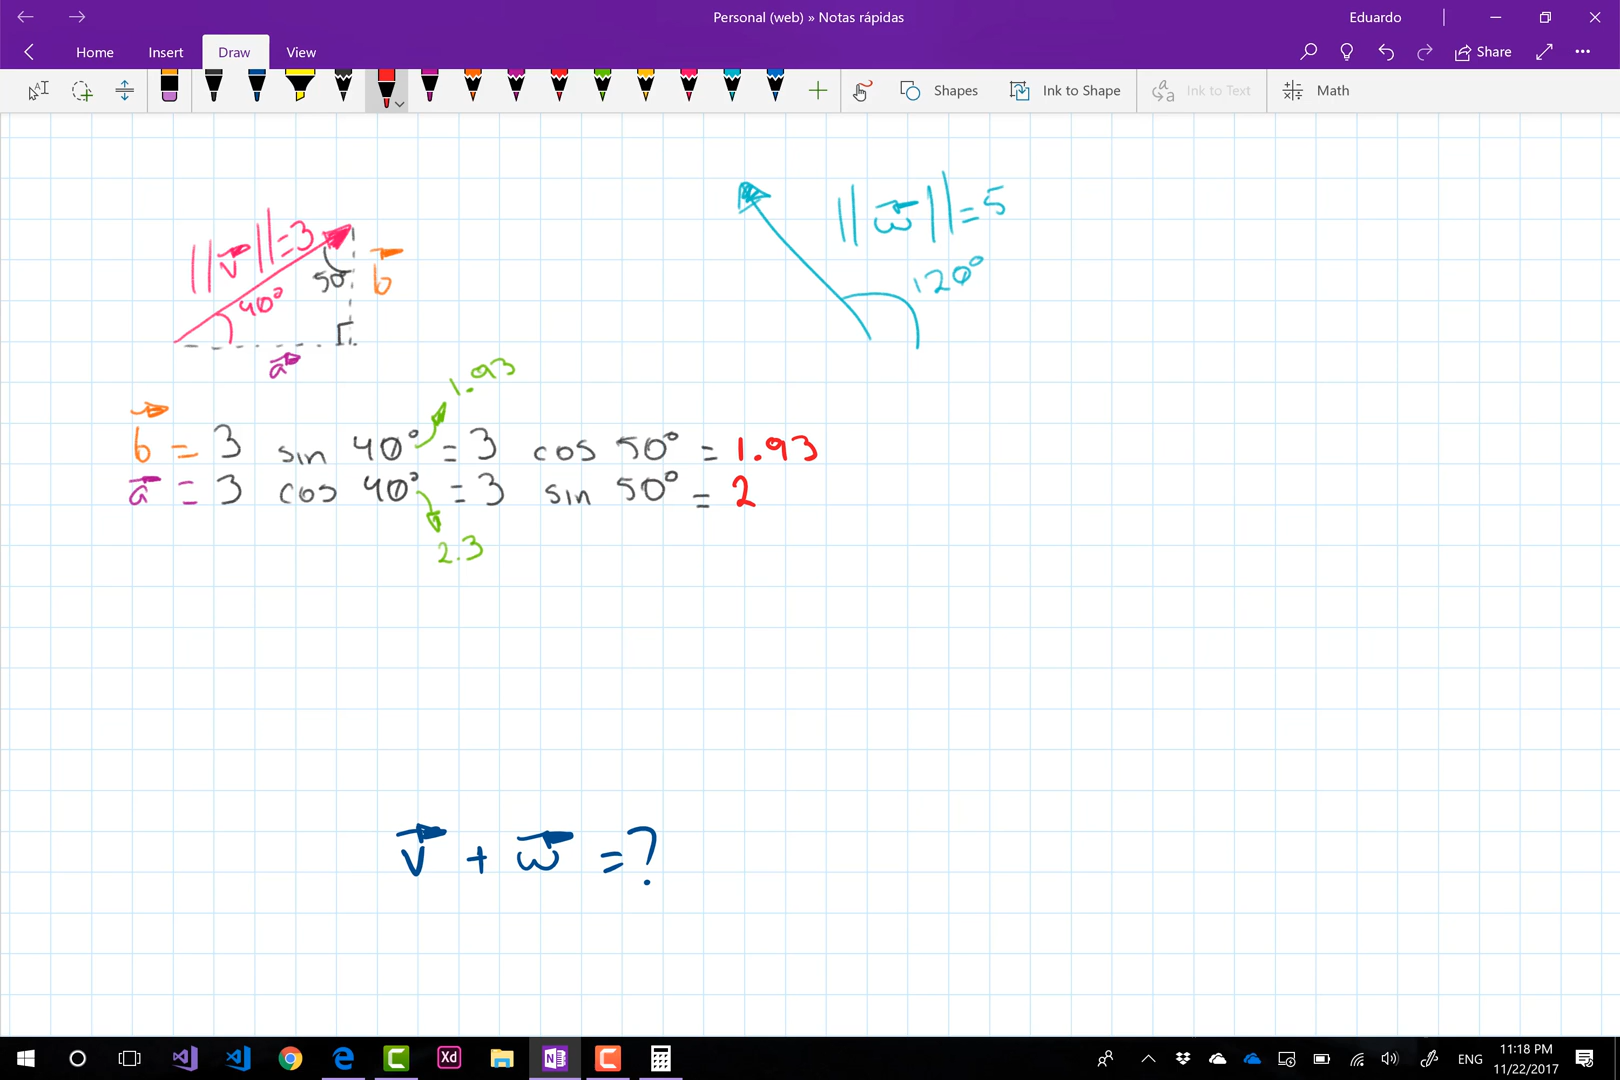 Personal (web) » Notas rápidas
Eduardo
Home Insert Draw View
Share
Shapes
Ink to Shape
Ink to Text
Math
||v|| = 3
50°
40°
b
a
||w|| = 5
120°
1.93
b = 3 sin 40° = 3 cos 50° = 1.93
a = 3 cos 40° = 3 sin 50° = 2
2.3
v + w = ?
Xd
ENG
11:18 PM
11/22/2017